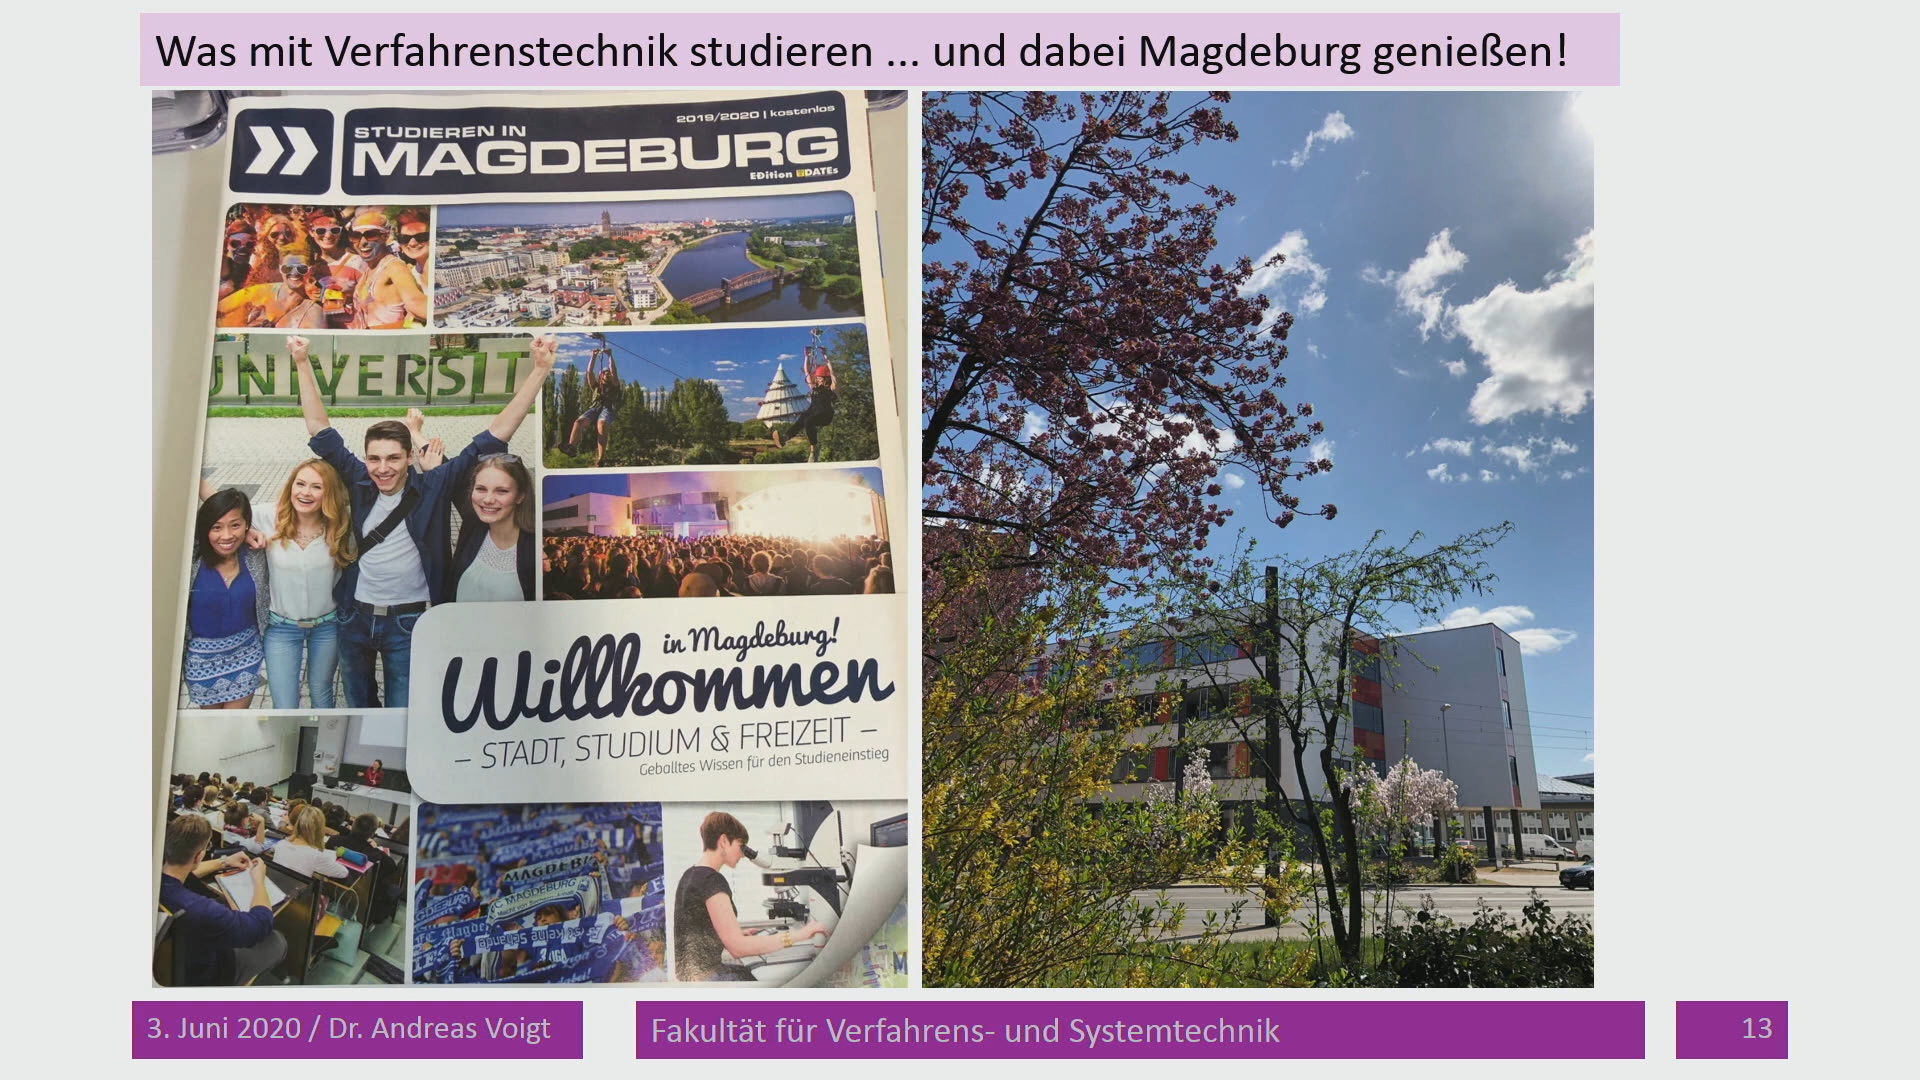 Was mit Verfahrenstechnik studieren ... und dabei Magdeburg genießen!
2019/2020 | kostenlos
STUDIEREN IN
MAGDEBURG
EDition DATEs
UNIVERSIT
in Magdeburg!
Willkommen
– STADT, STUDIUM & FREIZEIT –
Geballtes Wissen für den Studieneinstieg
MAGDEBURG
FC MAGDEBURG
3. Juni 2020 / Dr. Andreas Voigt
Fakultät für Verfahrens- und Systemtechnik
13